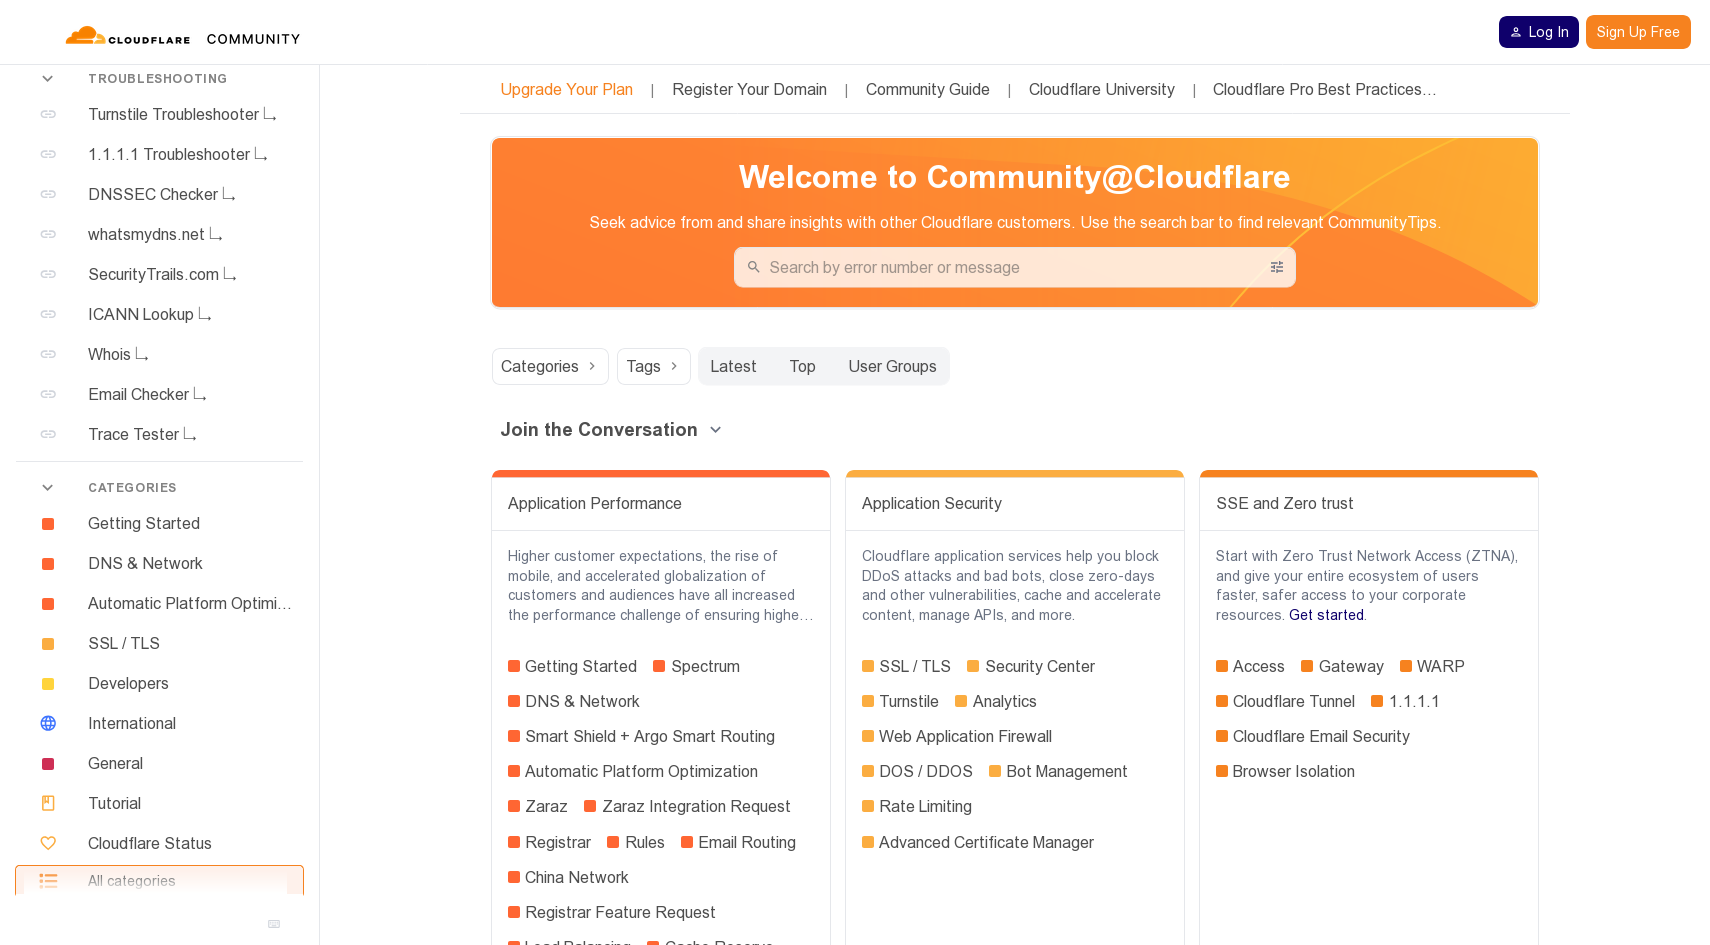 CLOUDFLARE COMMUNITY
Log In
Sign Up Free
TROUBLESHOOTING
Turnstile Troubleshooter
1.1.1.1 Troubleshooter
DNSSEC Checker
whatsmydns.net
SecurityTrails.com
ICANN Lookup
Whois
Email Checker
Trace Tester
CATEGORIES
Getting Started
DNS & Network
Automatic Platform Optimi...
SSL / TLS
Developers
International
General
Tutorial
Cloudflare Status
All categories
Upgrade Your Plan | Register Your Domain | Community Guide | Cloudflare University | Cloudflare Pro Best Practices...
Welcome to Community@Cloudflare
Seek advice from and share insights with other Cloudflare customers. Use the search bar to find relevant CommunityTips.
Search by error number or message
Categories
Tags
Latest
Top
User Groups
Join the Conversation
Application Performance
Higher customer expectations, the rise of
mobile, and accelerated globalization of
customers and audiences have all increased
the performance challenge of ensuring highe...
Getting Started Spectrum
DNS & Network
Smart Shield + Argo Smart Routing
Automatic Platform Optimization
Zaraz Zaraz Integration Request
Registrar Rules Email Routing
China Network
Registrar Feature Request
Load Balancing Cache Reserve
Application Security
Cloudflare application services help you block
DDoS attacks and bad bots, close zero-days
and other vulnerabilities, cache and accelerate
content, manage APIs, and more.
SSL / TLS Security Center
Turnstile Analytics
Web Application Firewall
DOS / DDOS Bot Management
Rate Limiting
Advanced Certificate Manager
SSE and Zero trust
Start with Zero Trust Network Access (ZTNA),
and give your entire ecosystem of users
faster, safer access to your corporate
resources. Get started.
Access Gateway WARP
Cloudflare Tunnel 1.1.1.1
Cloudflare Email Security
Browser Isolation